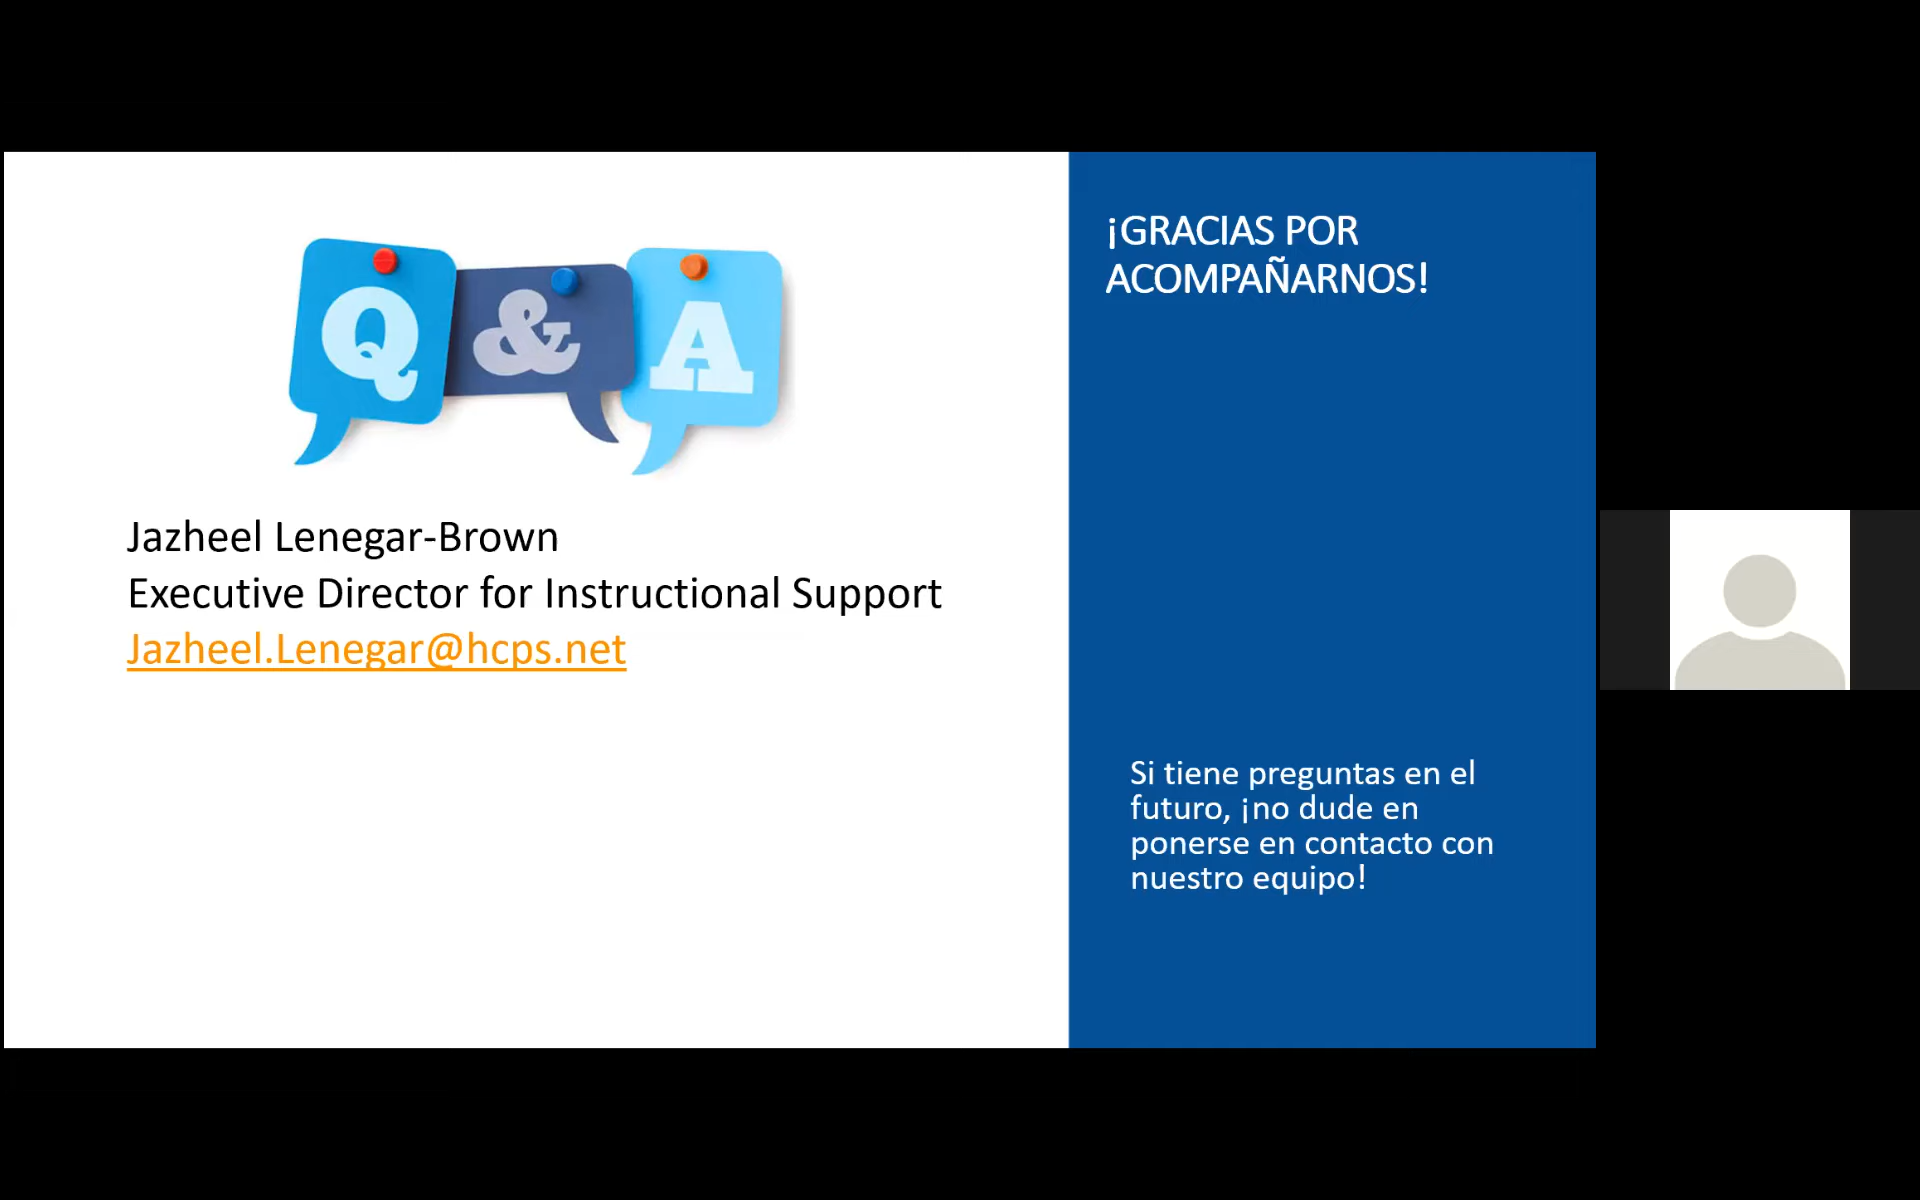 Q & A
Jazheel Lenegar-Brown
Executive Director for Instructional Support
Jazheel.Lenegar@hcps.net
¡GRACIAS POR
ACOMPAÑARNOS!
Si tiene preguntas en el
futuro, ¡no dude en
ponerse en contacto con
nuestro equipo!